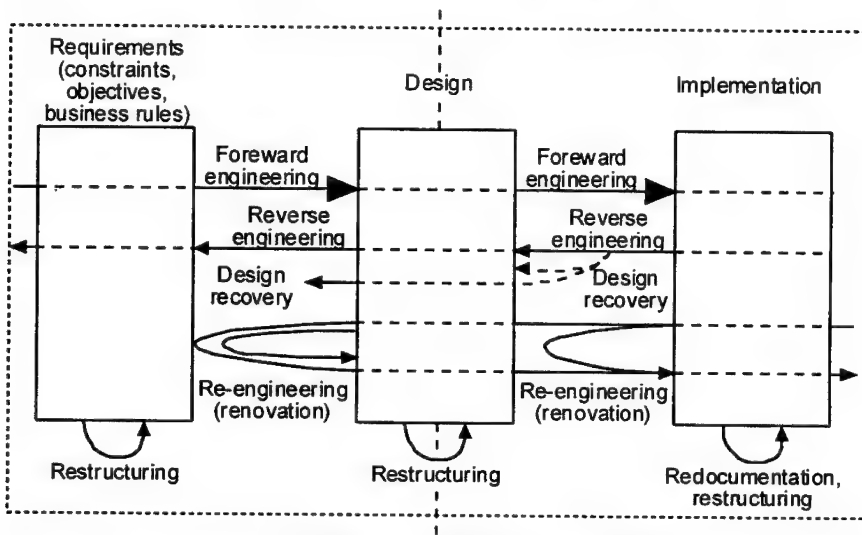 Requirements
(constraints,
objectives,
business rules)
Design
Implementation
Foreward
engineering
Foreward
engineering
Reverse
engineering
Reverse
engineering
Design
recovery
Design
recovery
Re-engineering
(renovation)
Re-engineering
(renovation)
Restructuring
Restructuring
Redocumentation,
restructuring